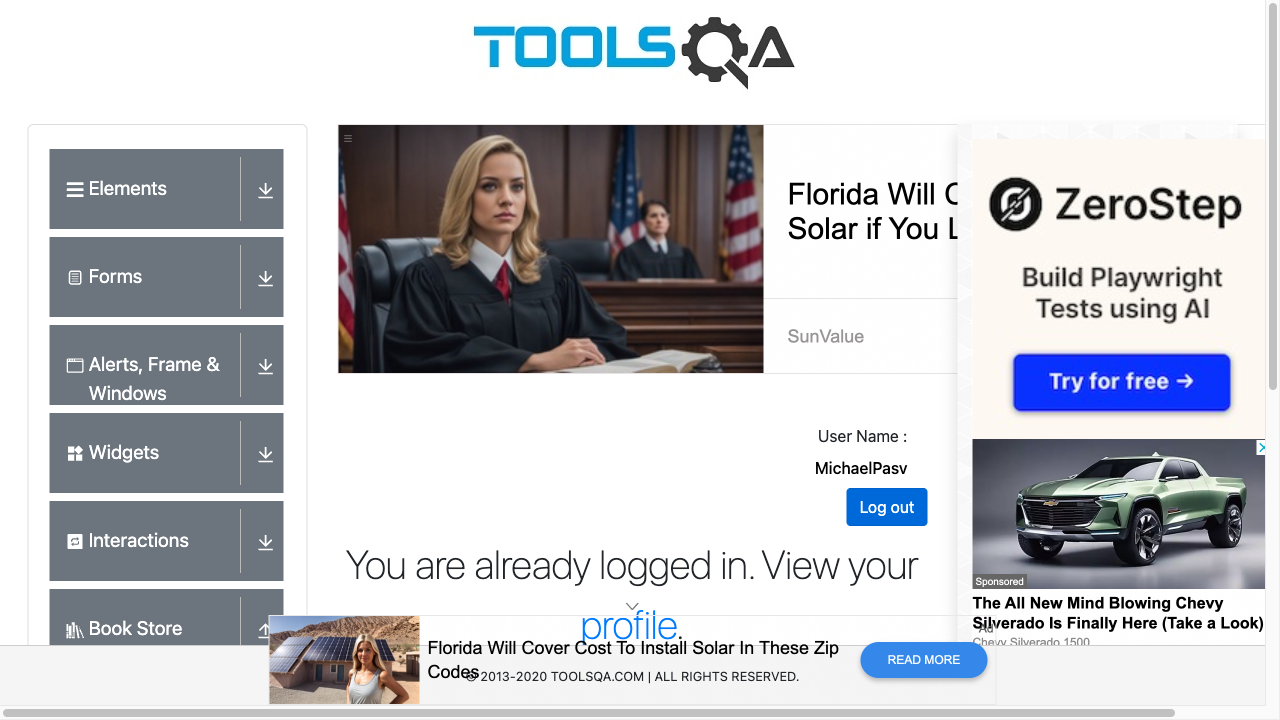 TOOLSQA
Elements
Forms
Alerts, Frame &
Windows
Widgets
Interactions
Book Store
Florida Will C
Solar if You L
SunValue
ZeroStep
Build Playwright
Tests using AI
Try for free →
Sponsored
The All New Mind Blowing Chevy
Silverado Is Finally Here (Take a Look)
Chevy Silverado 1500
Ad
User Name :
MichaelPasv
Log out
You are already logged in. View your
profile.
Florida Will Cover Cost To Install Solar In These Zip
Codes
READ MORE
© 2013-2020 TOOLSQA.COM | ALL RIGHTS RESERVED.